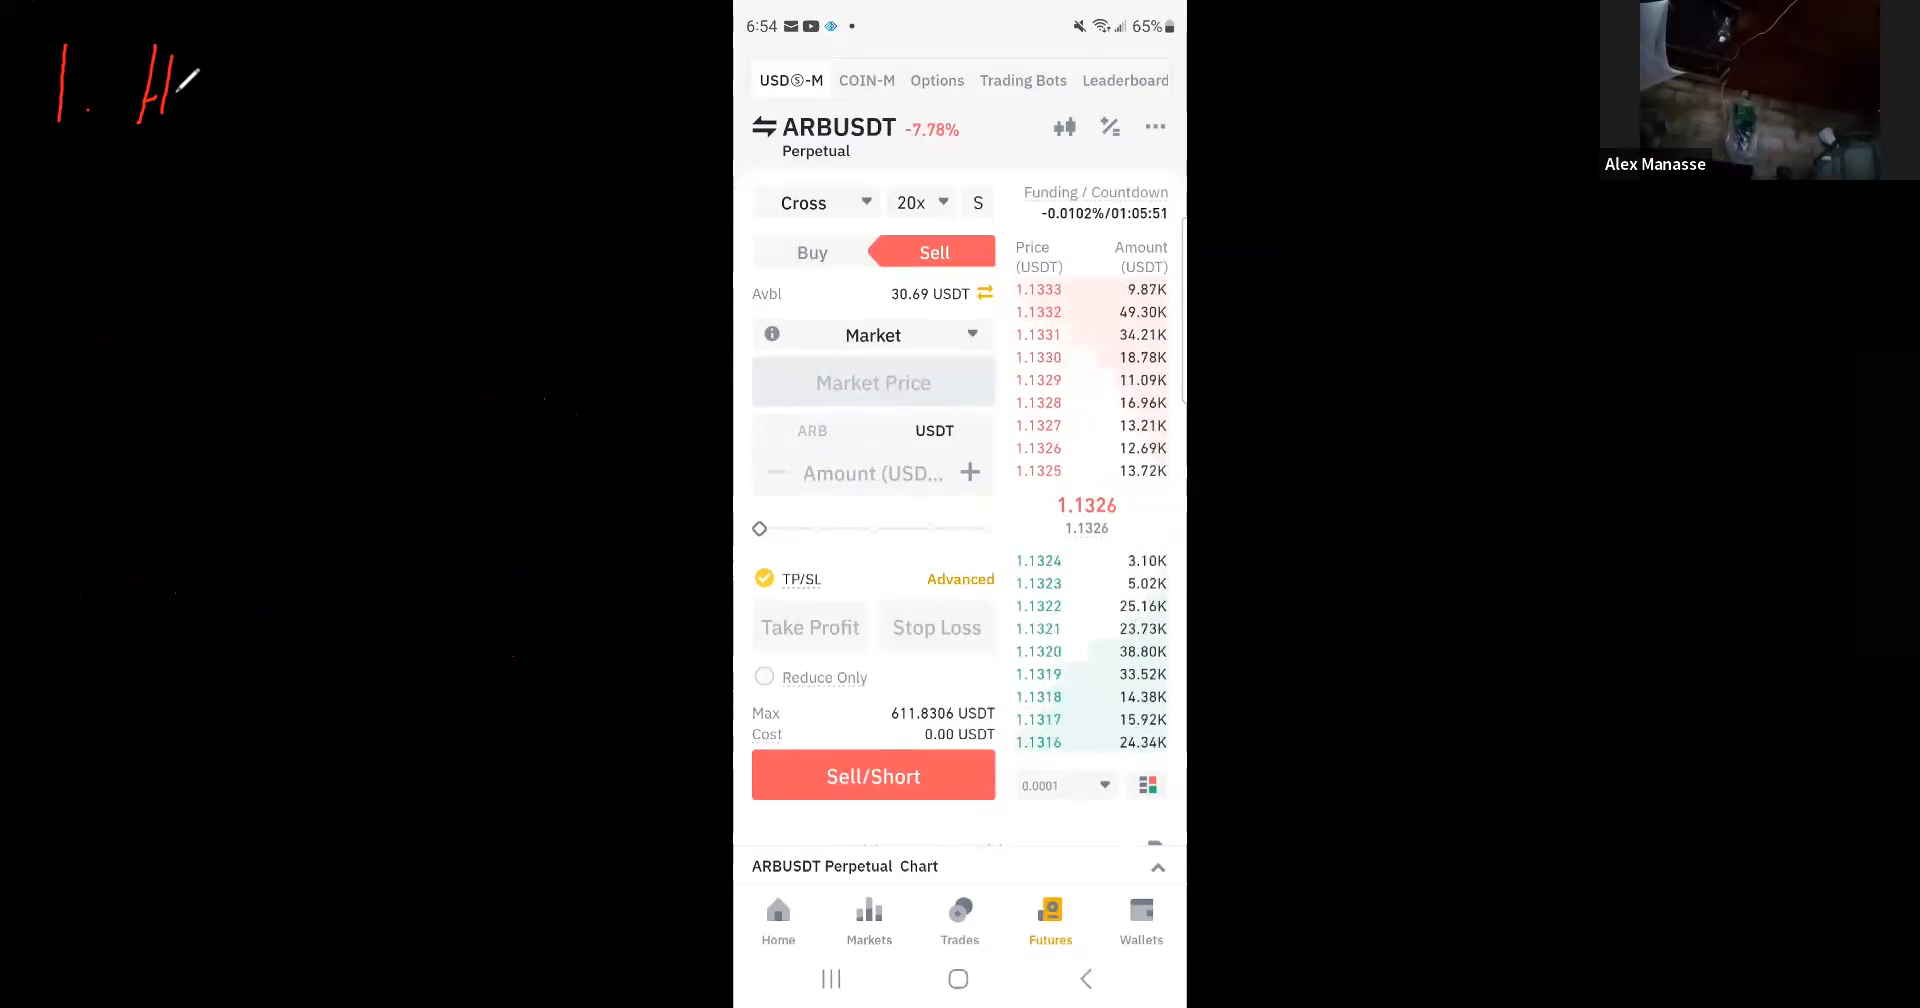 1. H
6:54
65%
USDⓈ-M COIN-M Options Trading Bots Leaderboard
ARBUSDT -7.78%
Perpetual
Cross 20x S
Buy Sell
Avbl 30.69 USDT
Market
Market Price
ARB USDT
Amount (USD...
TP/SL Advanced
Take Profit Stop Loss
Reduce Only
Max 611.8306 USDT
Cost 0.00 USDT
Sell/Short
Funding / Countdown
-0.0102%/01:05:51
Price Amount
(USDT) (USDT)
1.1333 9.87K
1.1332 49.30K
1.1331 34.21K
1.1330 18.78K
1.1329 11.09K
1.1328 16.96K
1.1327 13.21K
1.1326 12.69K
1.1325 13.72K
1.1326
1.1326
1.1324 3.10K
1.1323 5.02K
1.1322 25.16K
1.1321 23.73K
1.1320 38.80K
1.1319 33.52K
1.1318 14.38K
1.1317 15.92K
1.1316 24.34K
0.0001
ARBUSDT Perpetual Chart
Home Markets Trades Futures Wallets
Alex Manasse